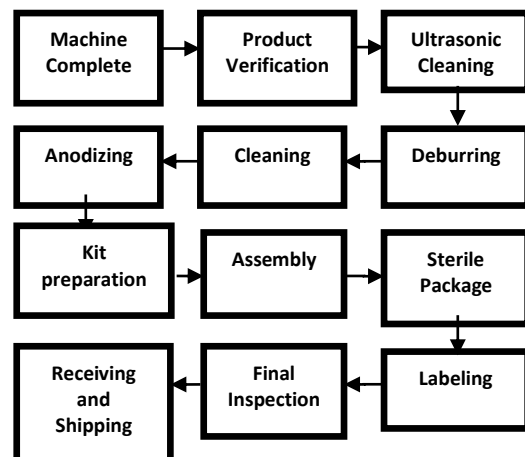 Machine
Complete
Product
Verification
Ultrasonic
Cleaning
Deburring
Cleaning
Anodizing
Kit
preparation
Assembly
Sterile
Package
Labeling
Final
Inspection
Receiving
and
Shipping